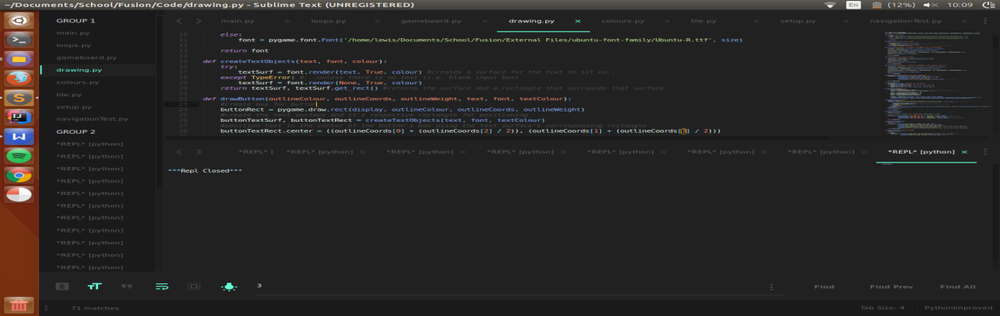 ~/Documents/School/Fusion/Code/drawing.py - Sublime Text (UNREGISTERED)
En (12%) 10:09
GROUP 1
main.py
loops.py
gameboard.py
drawing.py
colours.py
tile.py
setup.py
navigationTest.py
GROUP 2
*REPL* [python]
*REPL* [python]
*REPL* [python]
*REPL* [python]
*REPL* [python]
*REPL* [python]
*REPL* [python]
*REPL* [python]
*REPL* [python]
*REPL* [python]
*REPL* [python]
main.py × loops.py × gameboard.py × drawing.py × colours.py × tile.py × setup.py × navigationTest.py ×
10 else:
11 font = pygame.font.Font('/home/lewis/Documents/School/Fusion/External Files/ubuntu-font-family/Ubuntu-R.ttf', size)
12
13 return font
14
15 def createTextObjects(text, font, colour):
16 try:
17 textSurf = font.render(text, True, colour) #creates a surface for the text to sit on...
18 except TypeError: #...unless there is no text (i.e. blank input box)
19 textSurf = font.render(None, True, colour)
20 return textSurf, textSurf.get_rect() #returns the surface and a rectangle that surrounds that surface
21
22 def drawButton(outlineColour, outlineCoords, outlineWeight, text, font, textColour):
23 #create box for button
24 buttonRect = pygame.draw.rect(display, outlineColour, outlineCoords, outlineWeight)
25 #create the text surface and it's respective rectangle for positioning
26 buttonTextSurf, buttonTextRect = createTextObjects(text, font, textColour)
27 #position text in the center of the button's box using the text surface's corresponding rectangle
28 buttonTextRect.center = ((outlineCoords[0] + (outlineCoords[2] / 2)), (outlineCoords[1] + (outlineCoords[3] / 2)))
*REPL* [ *REPL* [python] × *REPL* [python] × *REPL* [python] × *REPL* [python] × *REPL* [python] × *REPL* [python] × *REPL* [python] ×
***Repl Closed***
3
Find Find Prev Find All
71 matches
Tab Size: 4 PythonImproved